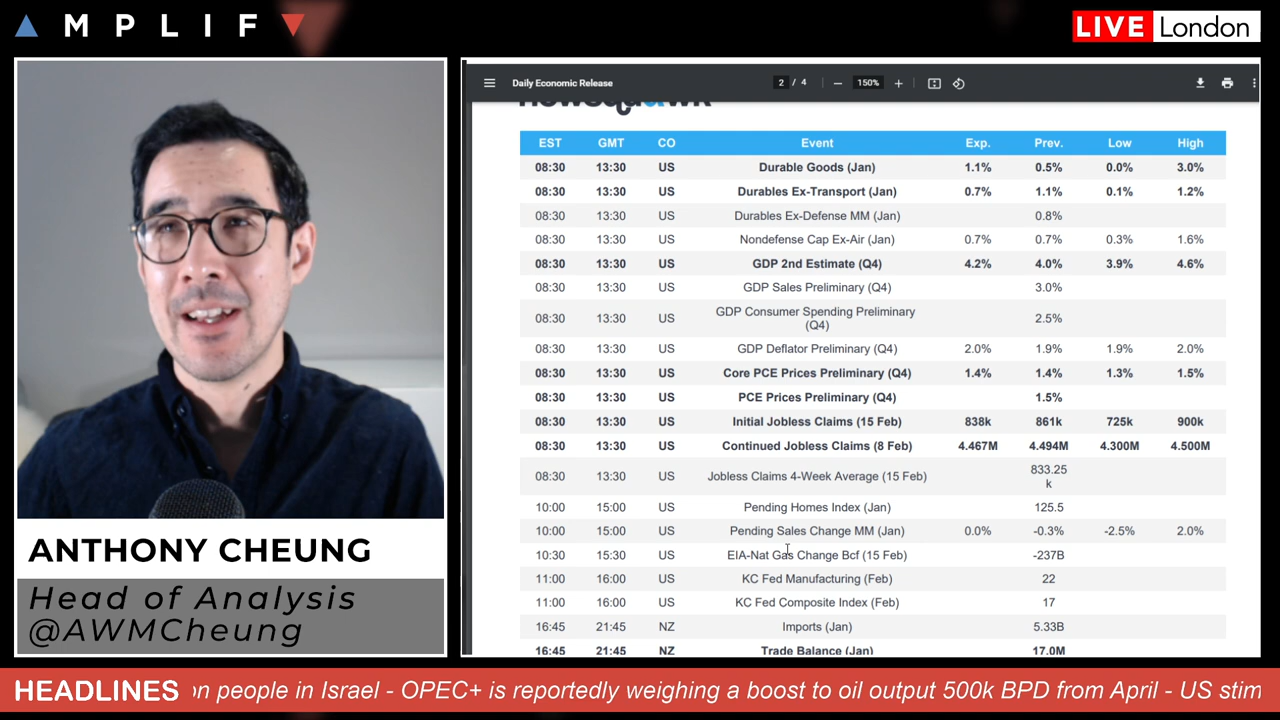 AMPLIFY
LIVE London
Daily Economic Release
2 / 4
150%
newsquawk
EST GMT CO Event Exp. Prev. Low High
08:30 13:30 US Durable Goods (Jan) 1.1% 0.5% 0.0% 3.0%
08:30 13:30 US Durables Ex-Transport (Jan) 0.7% 1.1% 0.1% 1.2%
08:30 13:30 US Durables Ex-Defense MM (Jan) 0.8%
08:30 13:30 US Nondefense Cap Ex-Air (Jan) 0.7% 0.7% 0.3% 1.6%
08:30 13:30 US GDP 2nd Estimate (Q4) 4.2% 4.0% 3.9% 4.6%
08:30 13:30 US GDP Sales Preliminary (Q4) 3.0%
08:30 13:30 US GDP Consumer Spending Preliminary
(Q4) 2.5%
08:30 13:30 US GDP Deflator Preliminary (Q4) 2.0% 1.9% 1.9% 2.0%
08:30 13:30 US Core PCE Prices Preliminary (Q4) 1.4% 1.4% 1.3% 1.5%
08:30 13:30 US PCE Prices Preliminary (Q4) 1.5%
08:30 13:30 US Initial Jobless Claims (15 Feb) 838k 861k 725k 900k
08:30 13:30 US Continued Jobless Claims (8 Feb) 4.467M 4.494M 4.300M 4.500M
08:30 13:30 US Jobless Claims 4-Week Average (15 Feb) 833.25
k
10:00 15:00 US Pending Homes Index (Jan) 125.5
10:00 15:00 US Pending Sales Change MM (Jan) 0.0% -0.3% -2.5% 2.0%
10:30 15:30 US EIA-Nat Gas Change Bcf (15 Feb) -237B
11:00 16:00 US KC Fed Manufacturing (Feb) 22
11:00 16:00 US KC Fed Composite Index (Feb) 17
16:45 21:45 NZ Imports (Jan) 5.33B
16:45 21:45 NZ Trade Balance (Jan) 17.0M
ANTHONY CHEUNG
Head of Analysis
@AWMCheung
HEADLINES on people in Israel - OPEC+ is reportedly weighing a boost to oil output 500k BPD from April - US stim